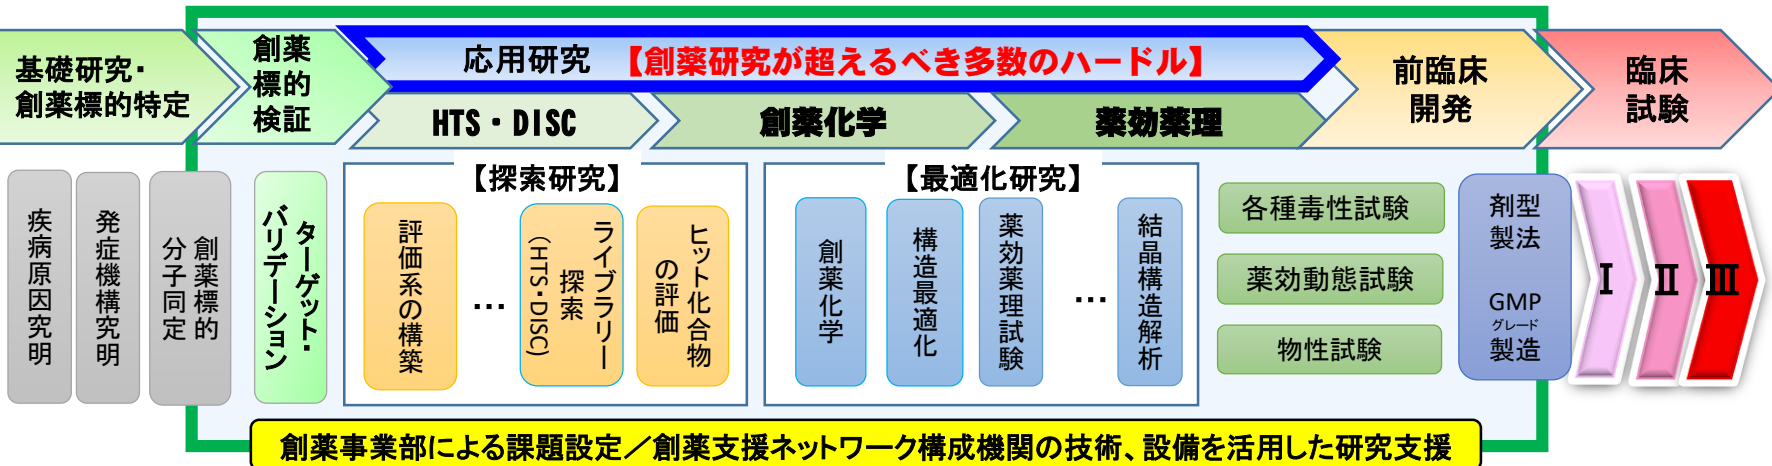 基礎研究・
創薬標的特定
創薬
標的
検証
応用研究 【創薬研究が超えるべき多数のハードル】
HTS・DISC
創薬化学
薬効薬理
前臨床
開発
臨床
試験
疾病原因究明
発症機構究明
創薬標的
分子同定
ターゲット・
バリデーション
【探索研究】
評価系の構築
…
ライブラリー
探索
(HTS・DISC)
ヒット化合物
の評価
【最適化研究】
創薬化学
構造最適化
薬効薬理試験
…
結晶構造解析
各種毒性試験
薬効動態試験
物性試験
剤型
製法
GMP
グレード
製造
Ⅰ
Ⅱ
Ⅲ
創薬事業部による課題設定／創薬支援ネットワーク構成機関の技術、設備を活用した研究支援